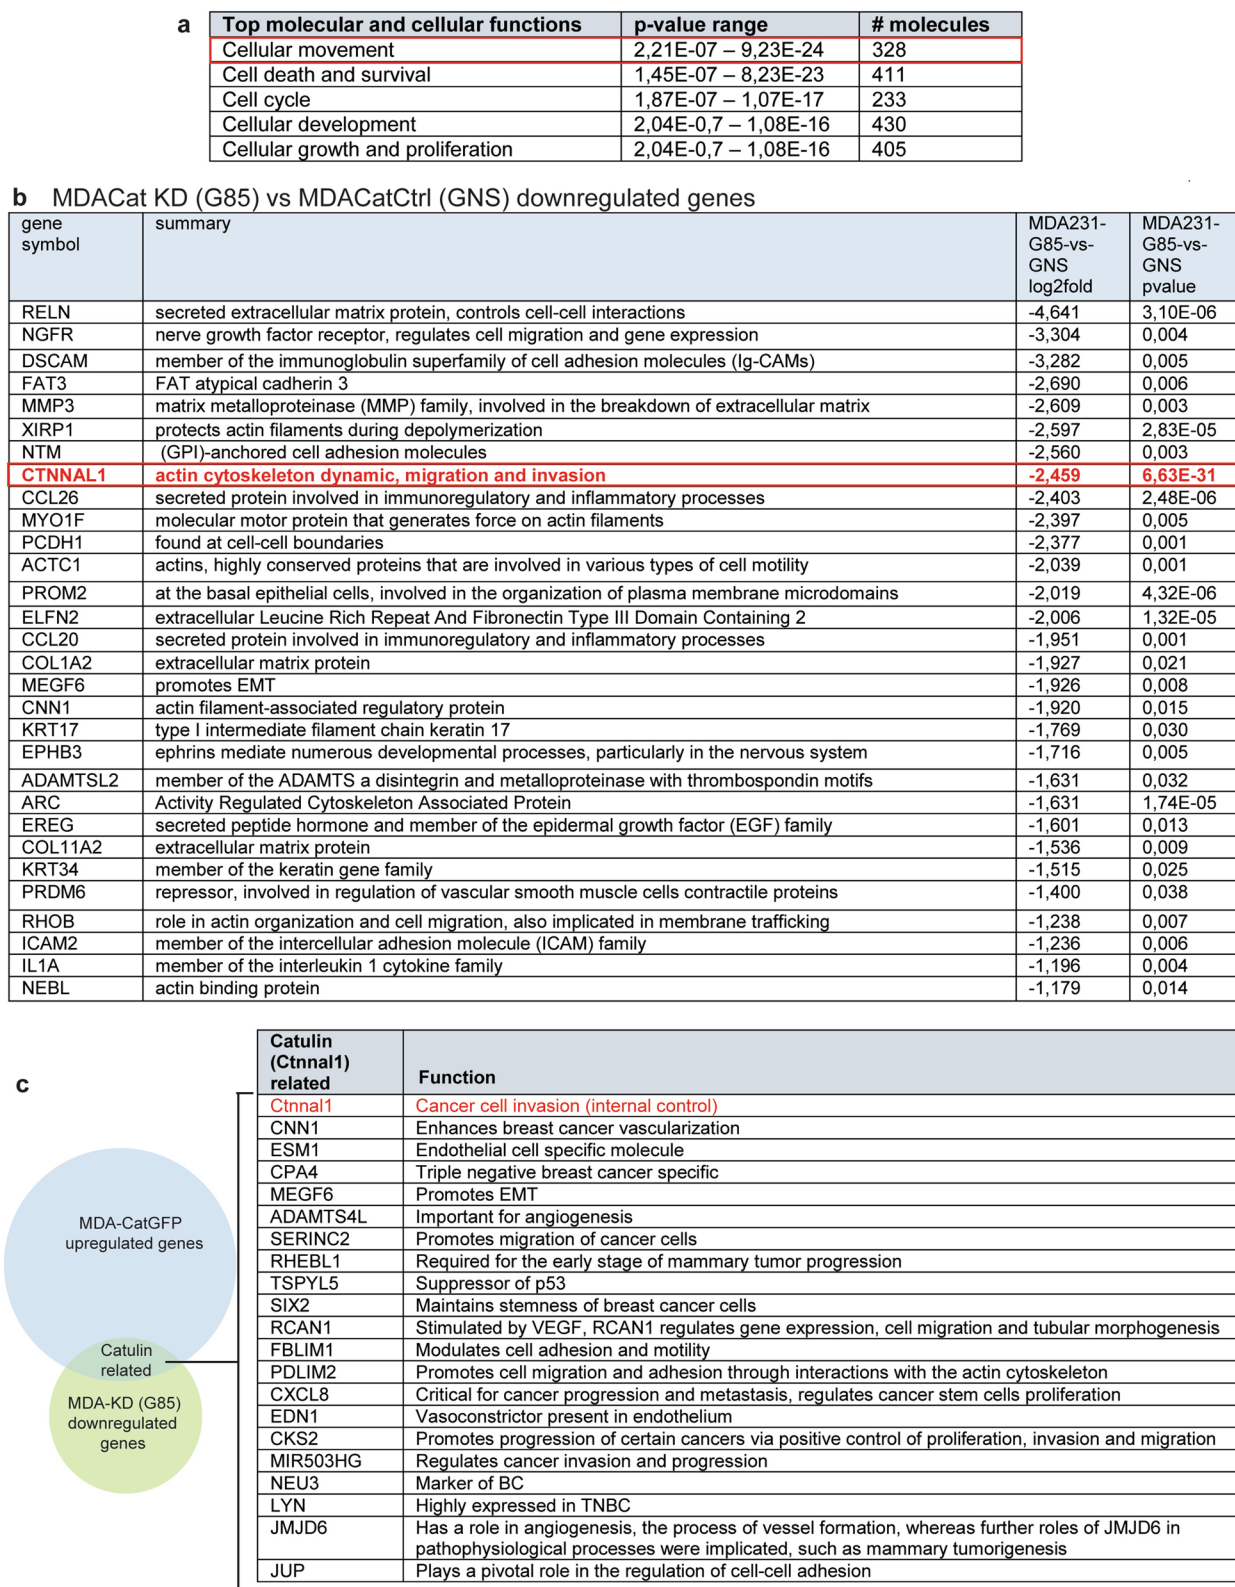 a
Top molecular and cellular functions p-value range # molecules
Cellular movement 2,21E-07 – 9,23E-24 328
Cell death and survival 1,45E-07 – 8,23E-23 411
Cell cycle 1,87E-07 – 1,07E-17 233
Cellular development 2,04E-0,7 – 1,08E-16 430
Cellular growth and proliferation 2,04E-0,7 – 1,08E-16 405
b MDACat KD (G85) vs MDACatCtrl (GNS) downregulated genes
gene symbol summary MDA231-G85-vs-GNS log2fold MDA231-G85-vs-GNS pvalue
RELN secreted extracellular matrix protein, controls cell-cell interactions -4,641 3,10E-06
NGFR nerve growth factor receptor, regulates cell migration and gene expression -3,304 0,004
DSCAM member of the immunoglobulin superfamily of cell adhesion molecules (Ig-CAMs) -3,282 0,005
FAT3 FAT atypical cadherin 3 -2,690 0,006
MMP3 matrix metalloproteinase (MMP) family, involved in the breakdown of extracellular matrix -2,609 0,003
XIRP1 protects actin filaments during depolymerization -2,597 2,83E-05
NTM (GPI)-anchored cell adhesion molecules -2,560 0,003
CTNNAL1 actin cytoskeleton dynamic, migration and invasion -2,459 6,63E-31
CCL26 secreted protein involved in immunoregulatory and inflammatory processes -2,403 2,48E-06
MYO1F molecular motor protein that generates force on actin filaments -2,397 0,005
PCDH1 found at cell-cell boundaries -2,377 0,001
ACTC1 actins, highly conserved proteins that are involved in various types of cell motility -2,039 0,001
PROM2 at the basal epithelial cells, involved in the organization of plasma membrane microdomains -2,019 4,32E-06
ELFN2 extracellular Leucine Rich Repeat And Fibronectin Type III Domain Containing 2 -2,006 1,32E-05
CCL20 secreted protein involved in immunoregulatory and inflammatory processes -1,951 0,001
COL1A2 extracellular matrix protein -1,927 0,021
MEGF6 promotes EMT -1,926 0,008
CNN1 actin filament-associated regulatory protein -1,920 0,015
KRT17 type I intermediate filament chain keratin 17 -1,769 0,030
EPHB3 ephrins mediate numerous developmental processes, particularly in the nervous system -1,716 0,005
ADAMTSL2 member of the ADAMTS a disintegrin and metalloproteinase with thrombospondin motifs -1,631 0,032
ARC Activity Regulated Cytoskeleton Associated Protein -1,631 1,74E-05
EREG secreted peptide hormone and member of the epidermal growth factor (EGF) family -1,601 0,013
COL11A2 extracellular matrix protein -1,536 0,009
KRT34 member of the keratin gene family -1,515 0,025
PRDM6 repressor, involved in regulation of vascular smooth muscle cells contractile proteins -1,400 0,038
RHOB role in actin organization and cell migration, also implicated in membrane trafficking -1,238 0,007
ICAM2 member of the intercellular adhesion molecule (ICAM) family -1,236 0,006
IL1A member of the interleukin 1 cytokine family -1,196 0,004
NEBL actin binding protein -1,179 0,014
c
MDA-CatGFP
upregulated genes
Catulin
related
MDA-KD (G85)
downregulated
genes
Catulin (Ctnnal1) related Function
Ctnnal1 Cancer cell invasion (internal control)
CNN1 Enhances breast cancer vascularization
ESM1 Endothelial cell specific molecule
CPA4 Triple negative breast cancer specific
MEGF6 Promotes EMT
ADAMTS4L Important for angiogenesis
SERINC2 Promotes migration of cancer cells
RHEBL1 Required for the early stage of mammary tumor progression
TSPYL5 Suppressor of p53
SIX2 Maintains stemness of breast cancer cells
RCAN1 Stimulated by VEGF, RCAN1 regulates gene expression, cell migration and tubular morphogenesis
FBLIM1 Modulates cell adhesion and motility
PDLIM2 Promotes cell migration and adhesion through interactions with the actin cytoskeleton
CXCL8 Critical for cancer progression and metastasis, regulates cancer stem cells proliferation
EDN1 Vasoconstrictor present in endothelium
CKS2 Promotes progression of certain cancers via positive control of proliferation, invasion and migration
MIR503HG Regulates cancer invasion and progression
NEU3 Marker of BC
LYN Highly expressed in TNBC
JMJD6 Has a role in angiogenesis, the process of vessel formation, whereas further roles of JMJD6 in
pathophysiological processes were implicated, such as mammary tumorigenesis
JUP Plays a pivotal role in the regulation of cell-cell adhesion